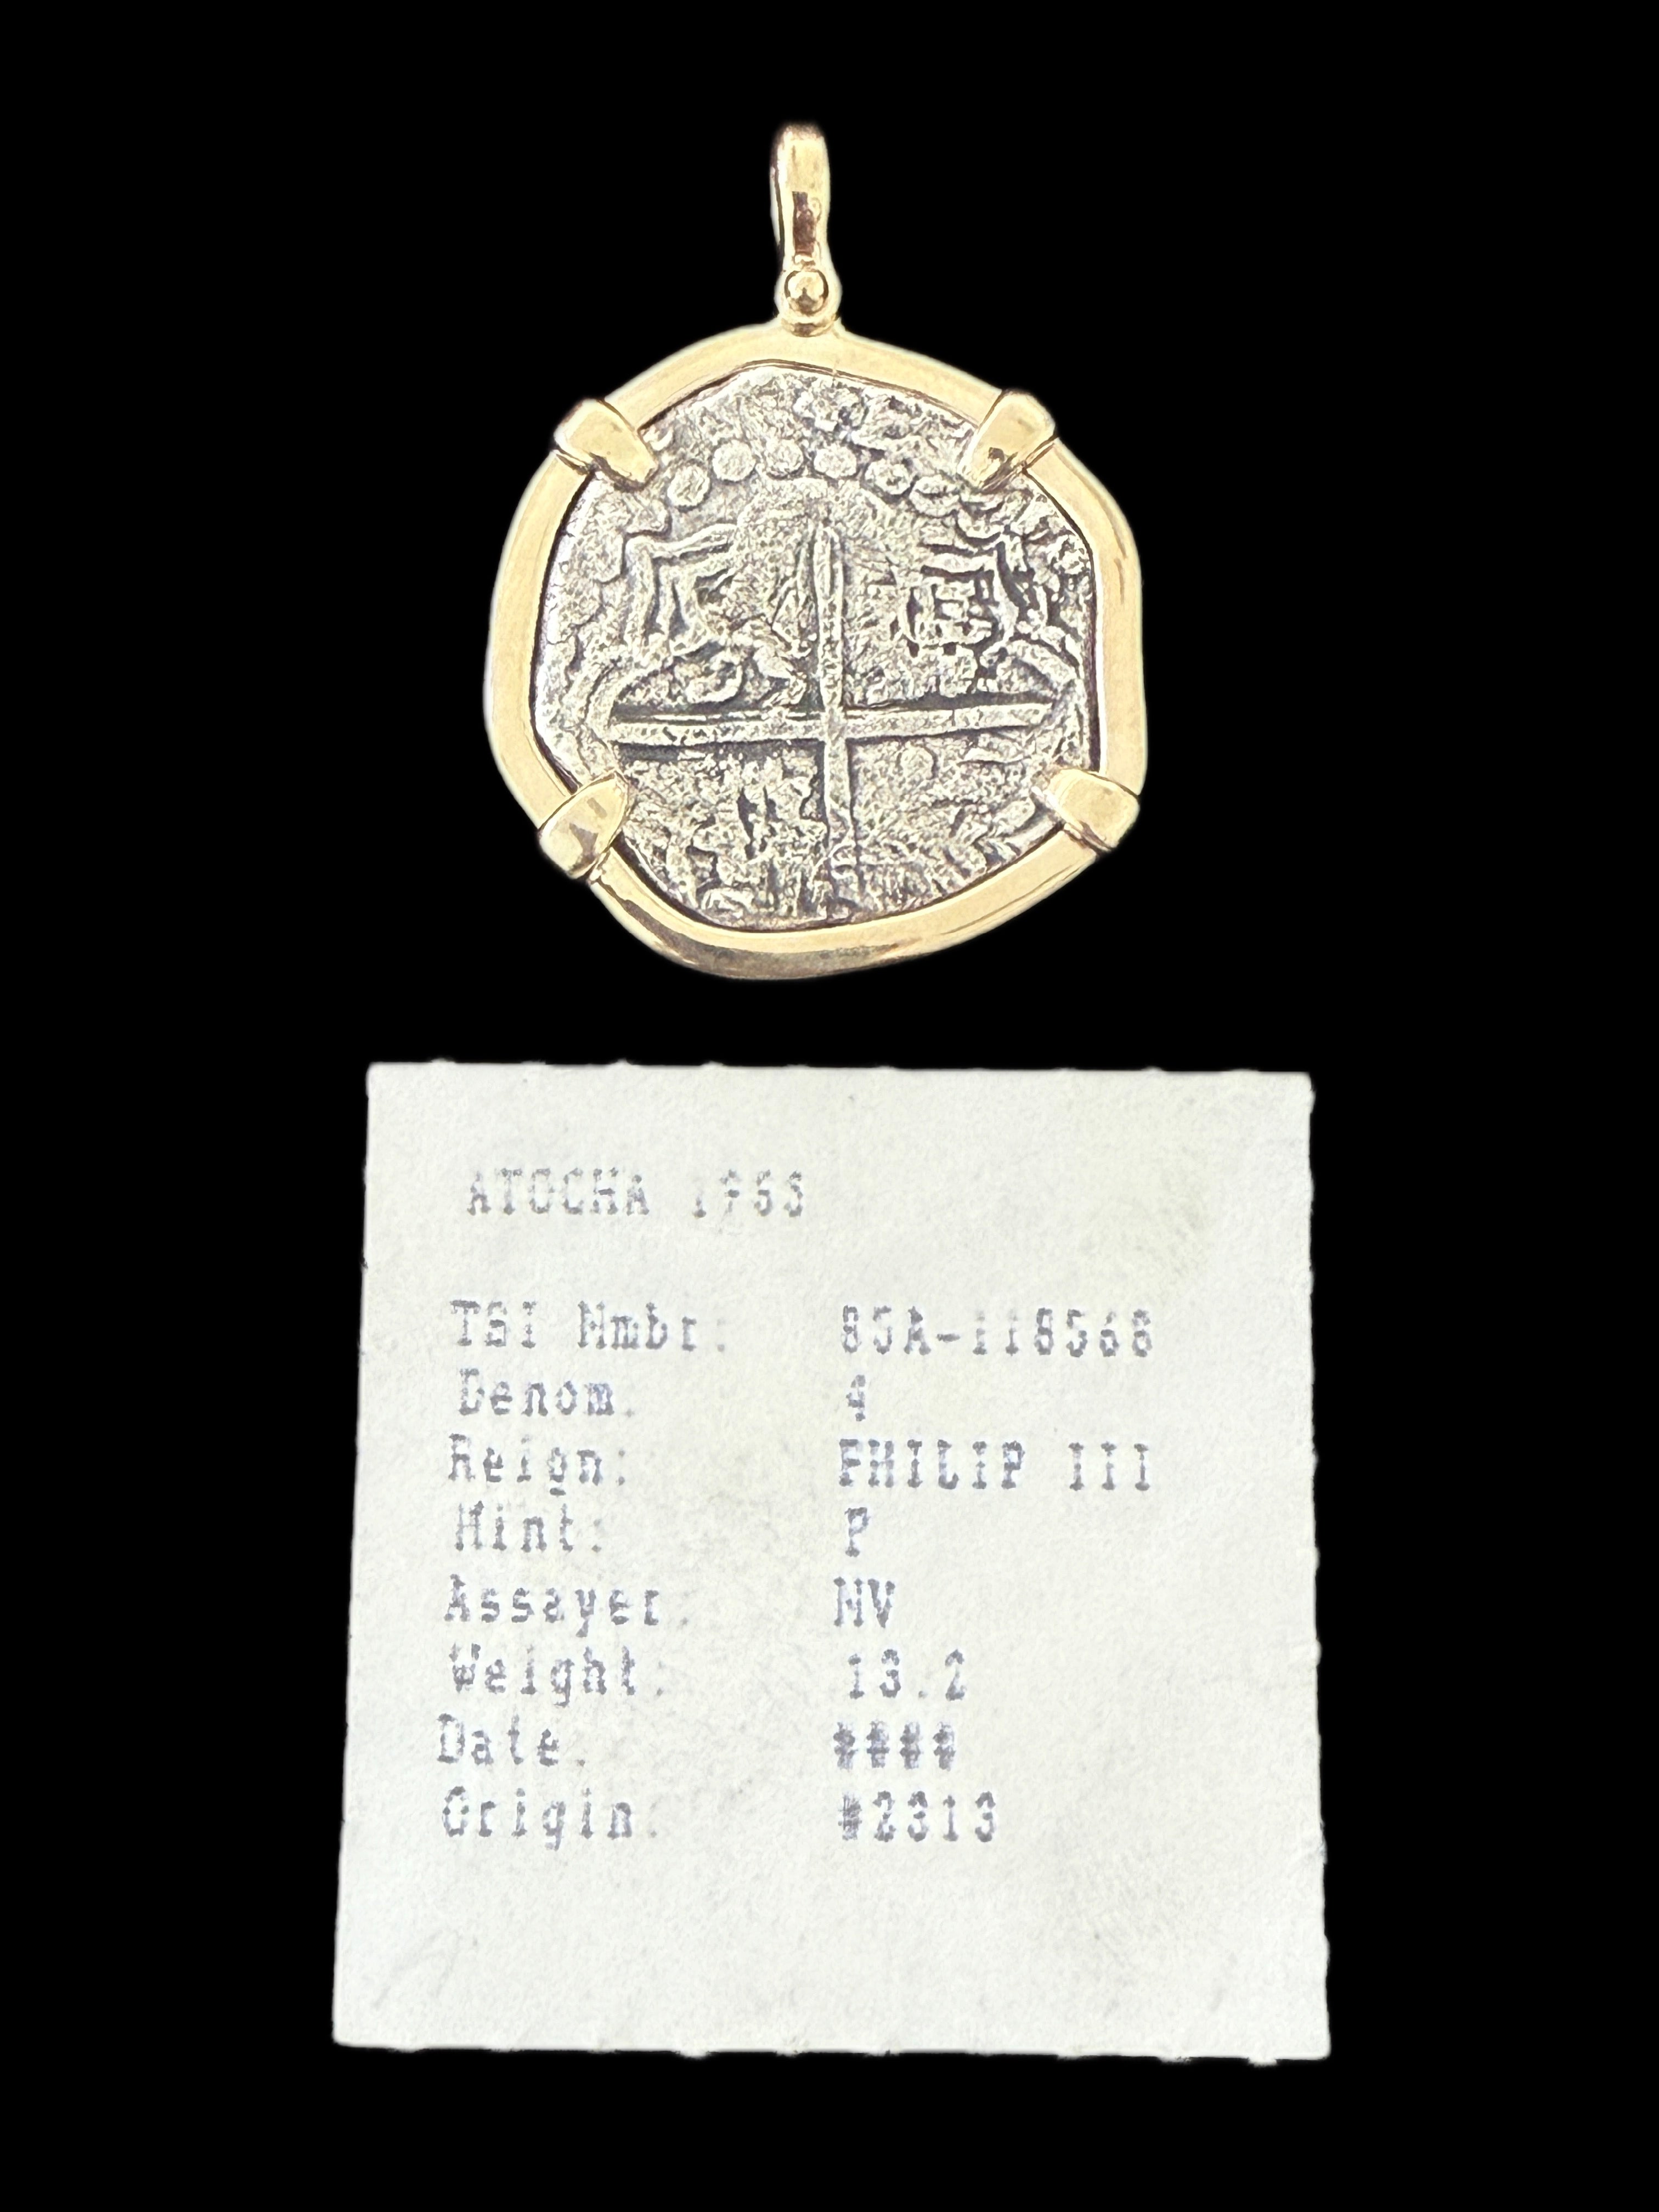 ATOCHA
TSI Nmbr: 85A-118568
Denom: 4
Reign: PHILIP III
Mint: P
Assayer: NV
Weight: 13.2
Date: ####
Origin: #2313